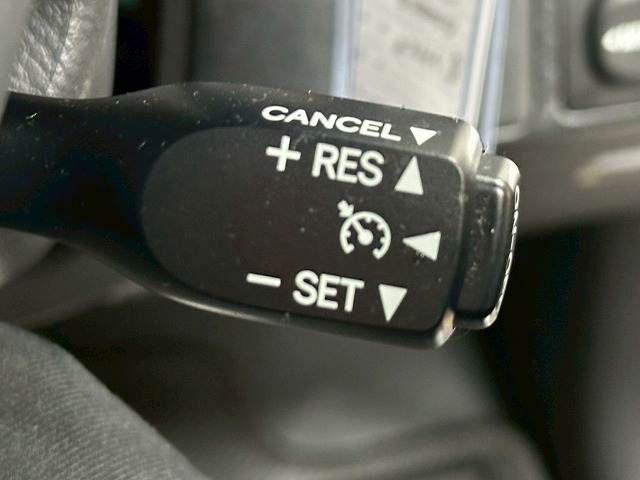 CANCEL ▼
+ RES ▲
◀
− SET ▼